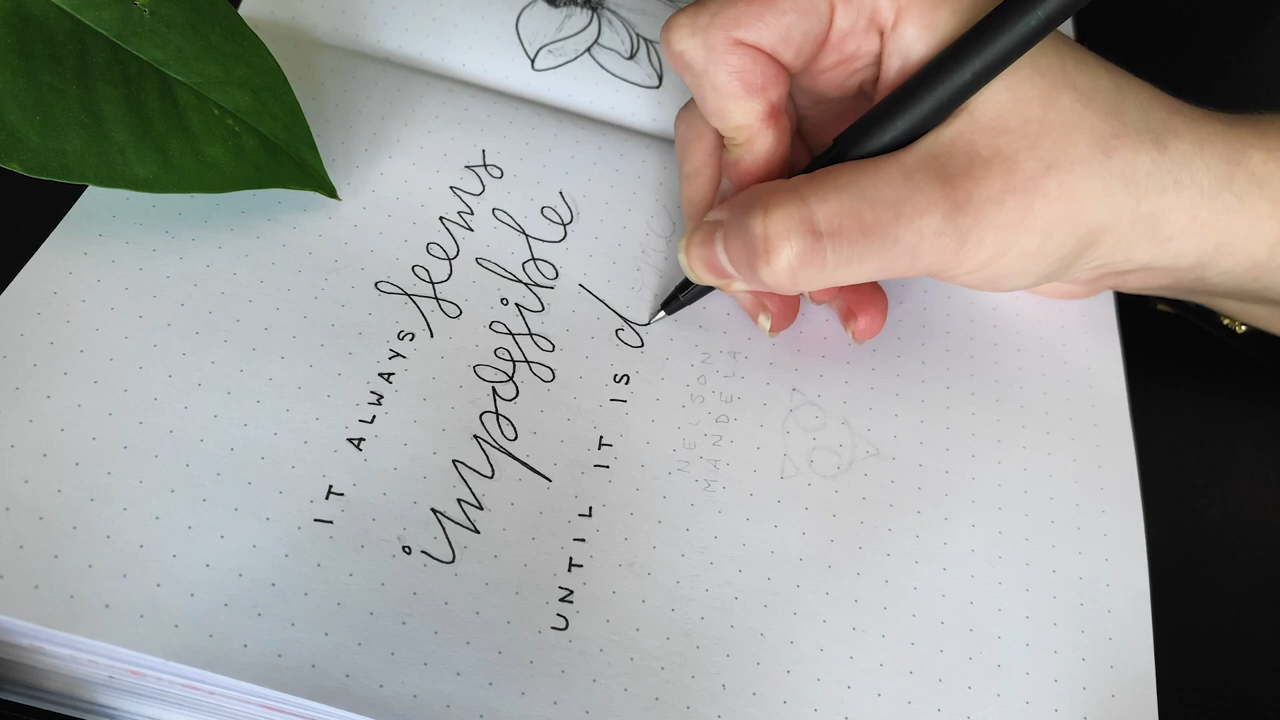 IT ALWAYS seems
impossible
UNTIL IT IS d
NELSON
MANDELA